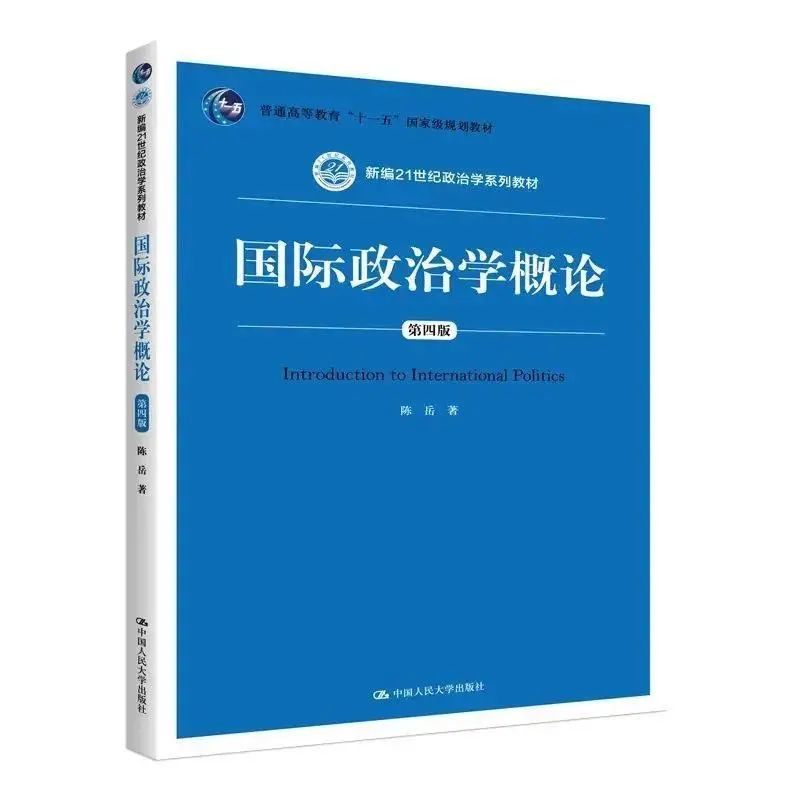 十一五
普通高等教育“十一五”国家级规划教材
21
新编21世纪政治学系列教材
国际政治学概论
第四版
Introduction to International Politics
陈 岳 著
中国人民大学出版社
新编21世纪政治学系列教材
国际政治学概论
第四版
陈 岳 著
中国人民大学出版社